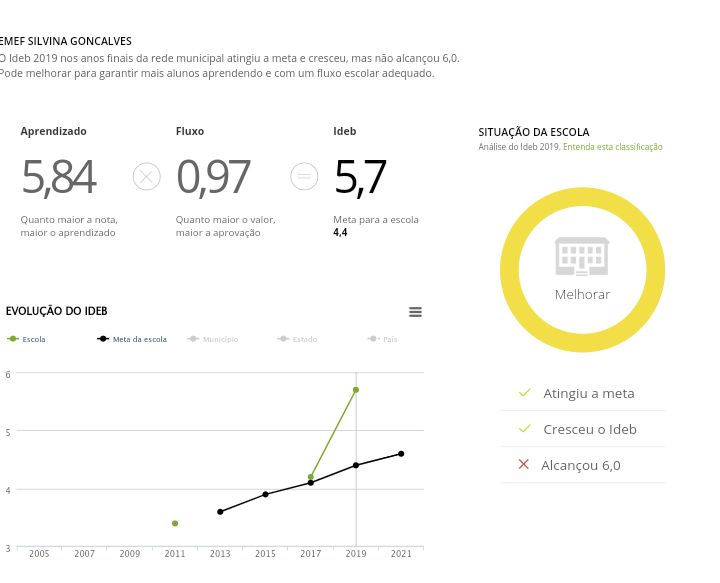 EMEF SILVINA GONCALVES
O Ideb 2019 nos anos finais da rede municipal atingiu a meta e cresceu, mas não alcançou 6,0.
Pode melhorar para garantir mais alunos aprendendo e com um fluxo escolar adequado.
Aprendizado
Fluxo
Ideb
5,84
0,97
5,7
Quanto maior a nota,
maior o aprendizado
Quanto maior o valor,
maior a aprovação
Meta para a escola
4,4
SITUAÇÃO DA ESCOLA
Análise do Ideb 2019. Entenda esta classificação
Melhorar
Atingiu a meta
Cresceu o Ideb
Alcançou 6,0
EVOLUÇÃO DO IDEB
Escola
Meta da escola
Município
Estado
País
6
5
4
3
2005 2007 2009 2011 2013 2015 2017 2019 2021